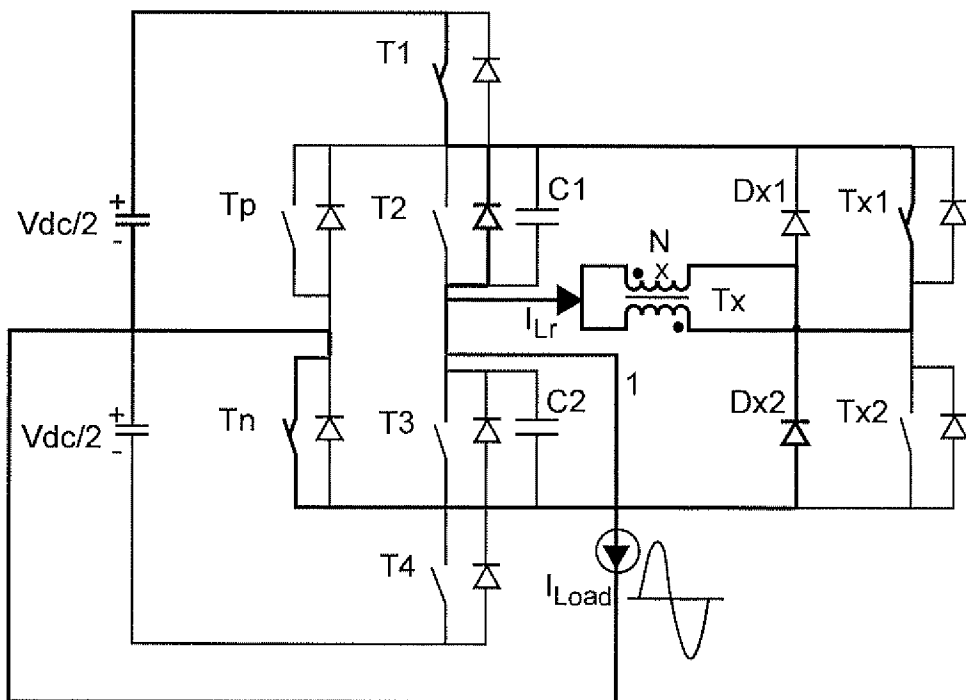 T1
+
Vdc/2
-
Tp
T2
C1
Dx1
Tx1
N
x
Tx
ILr
1
+
Vdc/2
-
Tn
T3
C2
Dx2
Tx2
T4
ILoad